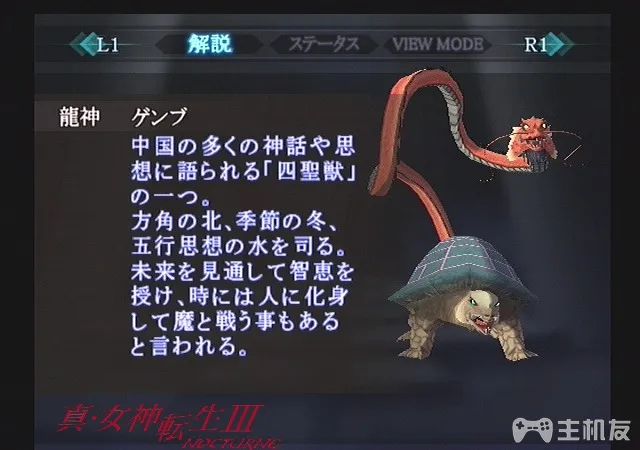 L1 解説 ステータス VIEW MODE R1
龍神 ゲンブ
中国の多くの神話や思
想に語られる「四聖獣」
の一つ。
方角の北、季節の冬、
五行思想の水を司る。
未来を見通して智恵を
授け、時には人に化身
して魔と戦う事もある
と言われる。
真・女神転生III
NOCTURNE
主机友